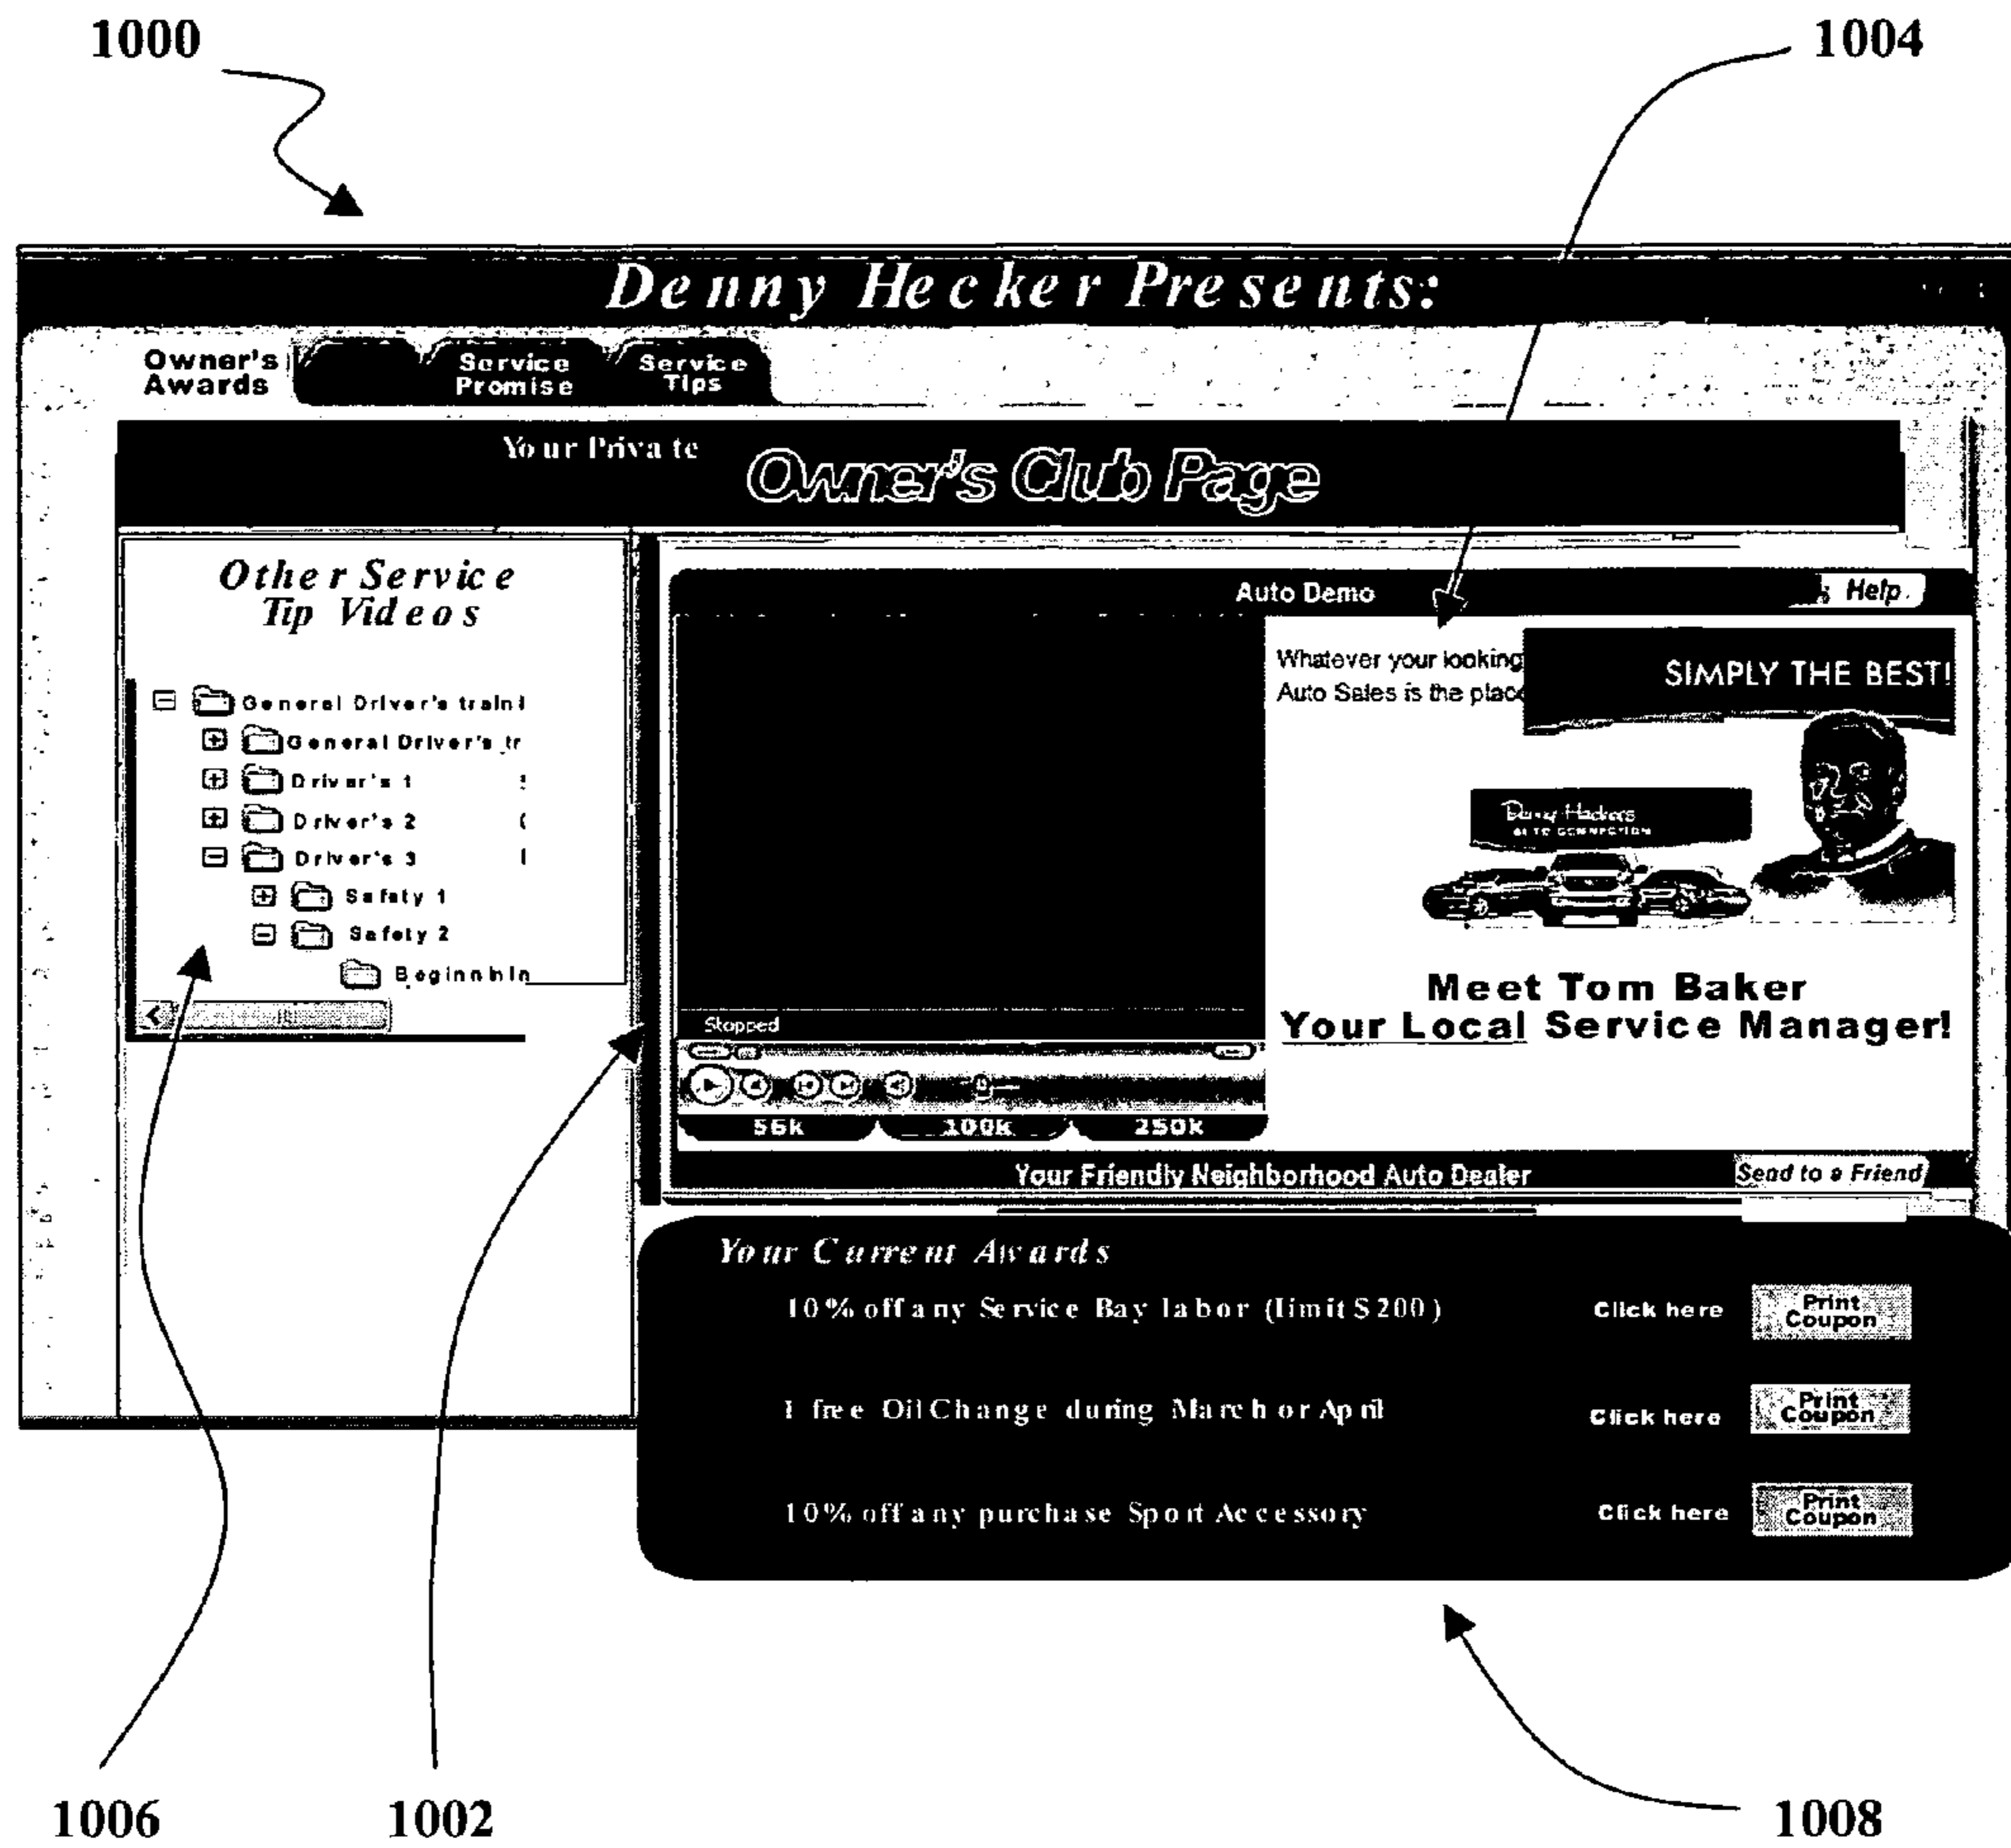 1000
1004
Denny Hecker Presents:
Owner's
Awards
Service
Promise
Service
Tips
Your Private
Owner's Club Page
Other Service
Tip Videos
General Driver's traini
General Driver's tr
Driver's 1
Driver's 2
Driver's 3
Safety 1
Safety 2
Auto Demo
Help
Whatever your looking
Auto Sales is the place
SIMPLY THE BEST!
AUTO CONNECTION
Meet Tom Baker
Your Local Service Manager!
Stopped
56k
100k
250k
Your Friendly Neighborhood Auto Dealer
Send to a Friend
Your Current Awards
10% off any Service Bay labor (limit $200)
Click here
Print
Coupon
1 free Oil Change during March or April
Click here
Print
Coupon
10% off any purchase Sport Accessory
Click here
Print
Coupon
1006
1002
1008